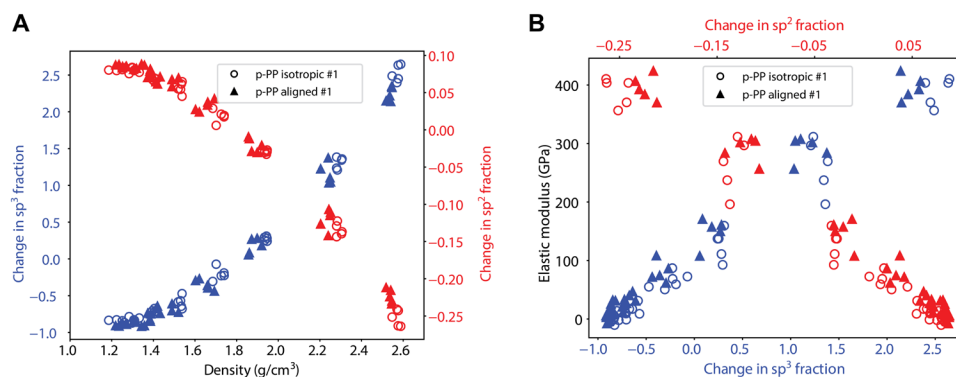 A
Change in sp³ fraction
2.5
2.0
1.5
1.0
0.5
0.0
−0.5
−1.0
p-PP isotropic #1
p-PP aligned #1
0.10
0.05
0.00
−0.05
−0.10
−0.15
−0.20
−0.25
Change in sp² fraction
1.0 1.2 1.4 1.6 1.8 2.0 2.2 2.4 2.6
Density (g/cm³)
B
Change in sp² fraction
-0.25 -0.15 -0.05 0.05
Elastic modulus (GPa)
400
300
200
100
0
p-PP isotropic #1
p-PP aligned #1
-1.0 -0.5 0.0 0.5 1.0 1.5 2.0 2.5
Change in sp³ fraction